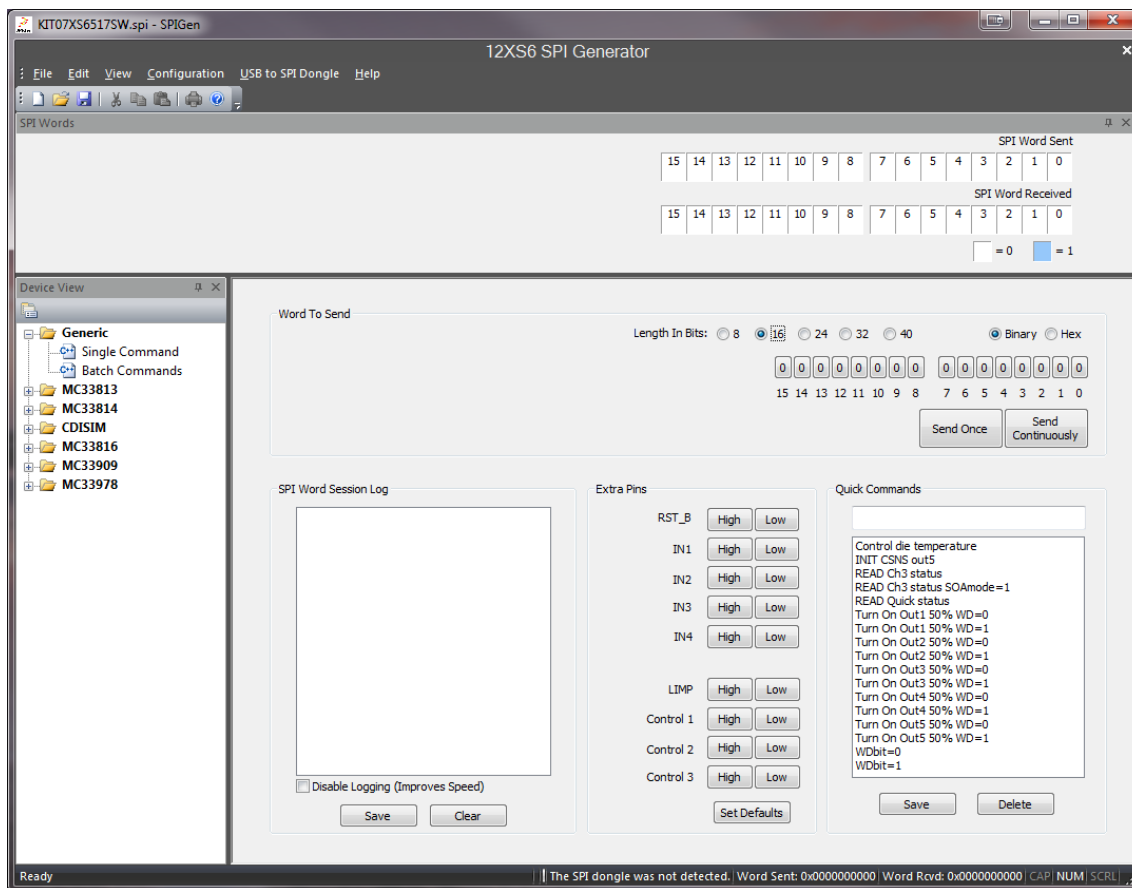 KIT07XS6517SW.spi - SPIGen
12XS6 SPI Generator
File Edit View Configuration USB to SPI Dongle Help
SPI Words
SPI Word Sent
15 14 13 12 11 10 9 8 7 6 5 4 3 2 1 0
SPI Word Received
15 14 13 12 11 10 9 8 7 6 5 4 3 2 1 0
= 0 = 1
Device View
Generic
Single Command
Batch Commands
MC33813
MC33814
CDISIM
MC33816
MC33909
MC33978
Word To Send
Length In Bits: 8 16 24 32 40 Binary Hex
0 0 0 0 0 0 0 0 0 0 0 0 0 0 0 0
15 14 13 12 11 10 9 8 7 6 5 4 3 2 1 0
Send Once
Send
Continuously
SPI Word Session Log
Disable Logging (Improves Speed)
Save Clear
Extra Pins
RST_B High Low
IN1 High Low
IN2 High Low
IN3 High Low
IN4 High Low
LIMP High Low
Control 1 High Low
Control 2 High Low
Control 3 High Low
Set Defaults
Quick Commands
Control die temperature
INIT CSNS out5
READ Ch3 status
READ Ch3 status SOAmode=1
READ Quick status
Turn On Out1 50% WD=0
Turn On Out1 50% WD=1
Turn On Out2 50% WD=0
Turn On Out2 50% WD=1
Turn On Out3 50% WD=0
Turn On Out3 50% WD=1
Turn On Out4 50% WD=0
Turn On Out4 50% WD=1
Turn On Out5 50% WD=0
Turn On Out5 50% WD=1
WDbit=0
WDbit=1
Save Delete
Ready The SPI dongle was not detected. Word Sent: 0x0000000000 Word Rcvd: 0x0000000000 CAP NUM SCRL